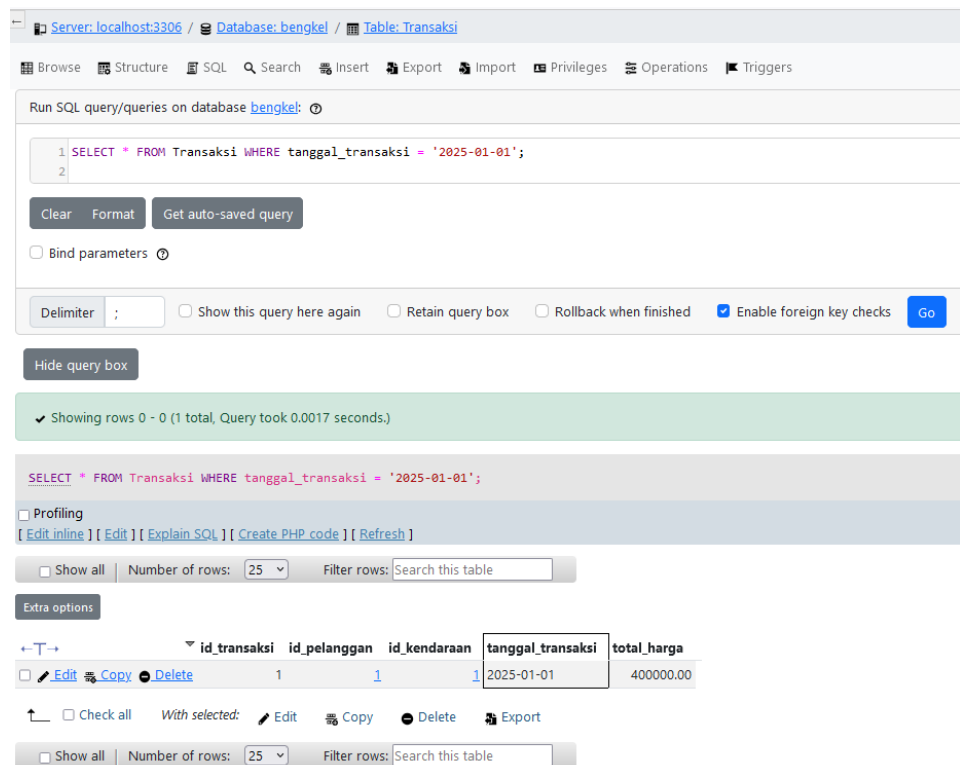 Server: localhost:3306 / Database: bengkel / Table: Transaksi
Browse Structure SQL Search Insert Export Import Privileges Operations Triggers
Run SQL query/queries on database bengkel:
1 SELECT * FROM Transaksi WHERE tanggal_transaksi = '2025-01-01';
2
Clear Format Get auto-saved query
Bind parameters
Delimiter ; Show this query here again Retain query box Rollback when finished Enable foreign key checks Go
Hide query box
Showing rows 0 - 0 (1 total, Query took 0.0017 seconds.)
SELECT * FROM Transaksi WHERE tanggal_transaksi = '2025-01-01';
Profiling
[ Edit inline ] [ Edit ] [ Explain SQL ] [ Create PHP code ] [ Refresh ]
Show all Number of rows: 25 Filter rows: Search this table
Extra options
←T→ id_transaksi id_pelanggan id_kendaraan tanggal_transaksi total_harga
Edit Copy Delete 1 1 1 2025-01-01 400000.00
Check all With selected: Edit Copy Delete Export
Show all Number of rows: 25 Filter rows: Search this table